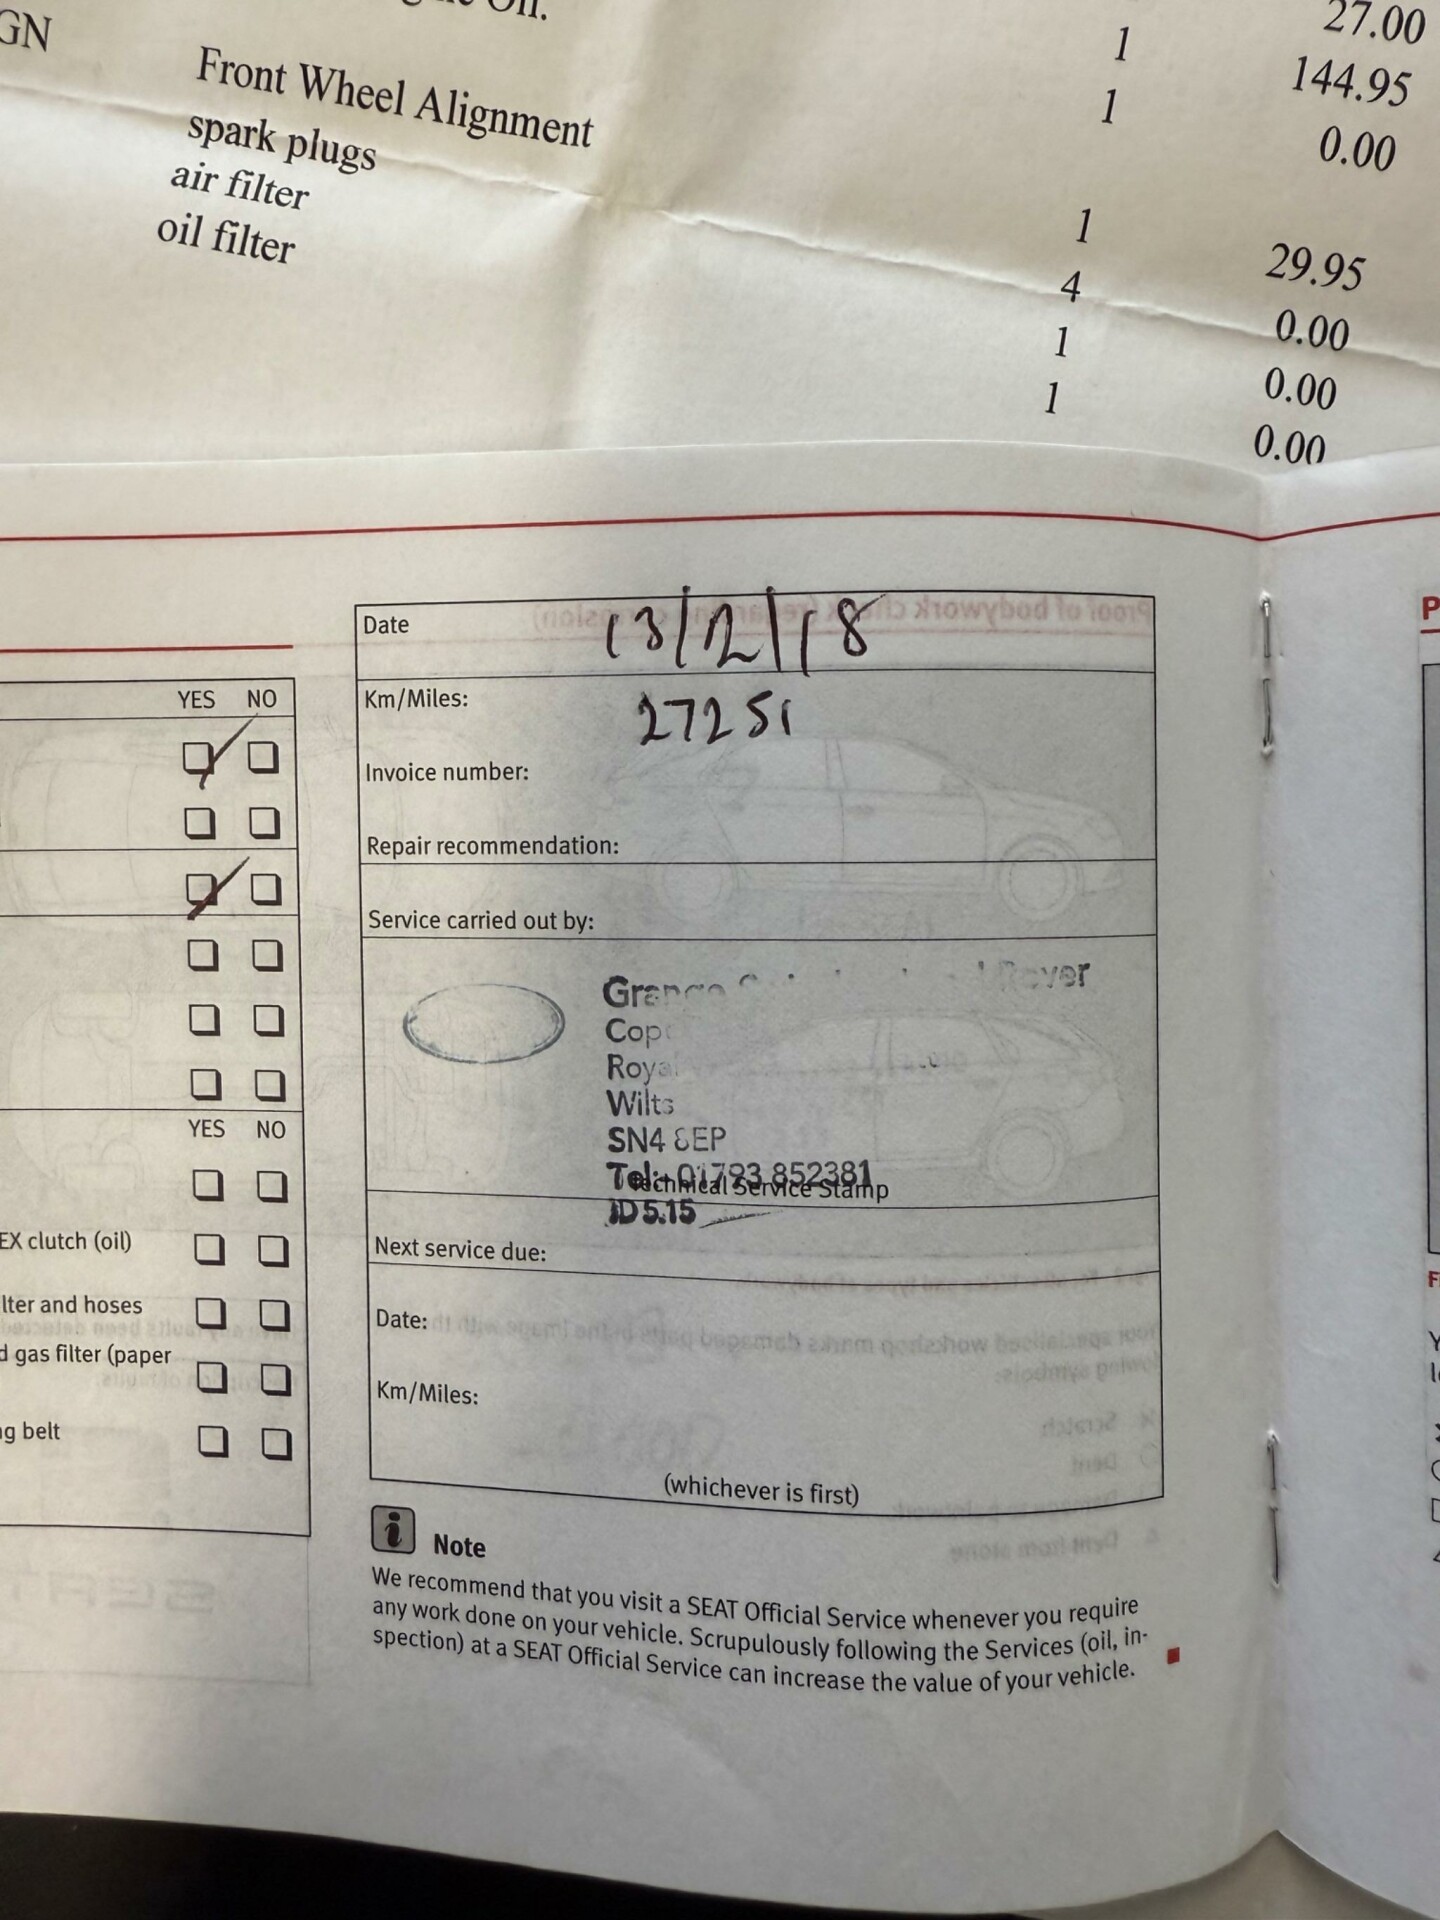 Oil.
27.00
GN
Front Wheel Alignment
1
144.95
spark plugs
1
0.00
air filter
oil filter
1
29.95
4
0.00
1
0.00
1
0.00
Date
13/12/18
YES NO
Km/Miles:
27251
Invoice number:
Repair recommendation:
Service carried out by:
Rover
Wilts
SN4 8EP
Tel: 01793 852381
Technical Service Stamp
ID5.15
YES NO
EX clutch (oil)
Next service due:
lter and hoses
Date:
d gas filter (paper
Km/Miles:
g belt
(whichever is first)
i Note
We recommend that you visit a SEAT Official Service whenever you require
any work done on your vehicle. Scrupulously following the Services (oil, in-
spection) at a SEAT Official Service can increase the value of your vehicle.